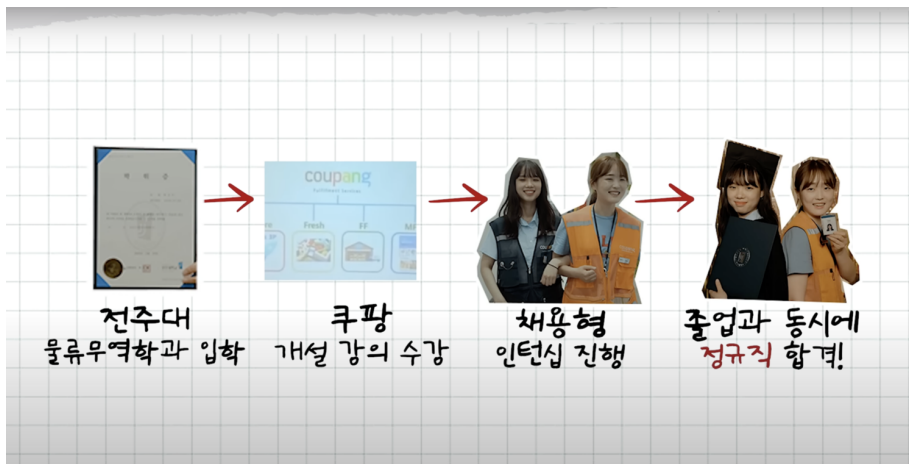 coupang
Fulfillment Services
Fresh
FF
전주대
물류무역학과 입학
쿠팡
개설 강의 수강
채용형
인턴십 진행
졸업과 동시에
정규직 합격!